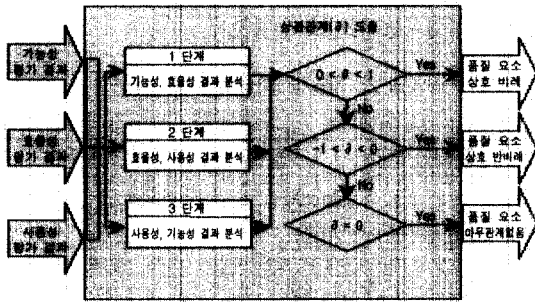 상관관계(∂) 도출
기능성
평가 결과
효율성
평가 결과
사용성
평가 결과
1 단계
기능성, 효율성 결과 분석
2 단계
효율성, 사용성 결과 분석
3 단계
사용성, 기능성 결과 분석
0 < ∂ < 1
Yes
No
-1 < ∂ < 0
Yes
No
∂ = 0
Yes
품질 요소
상호 비례
품질 요소
상호 반비례
품질 요소
아무관계없음